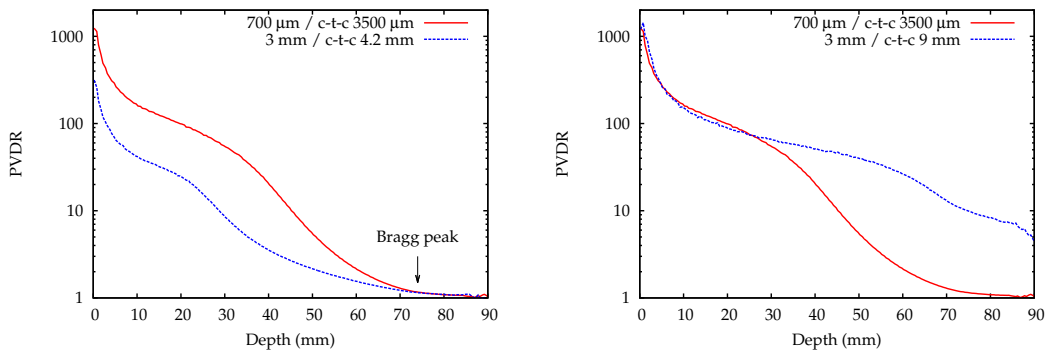 700 µm / c-t-c 3500 µm
3 mm / c-t-c 4.2 mm
PVDR
1000
100
10
1
Bragg peak
0 10 20 30 40 50 60 70 80 90
Depth (mm)
700 µm / c-t-c 3500 µm
3 mm / c-t-c 9 mm
PVDR
1000
100
10
1
0 10 20 30 40 50 60 70 80 90
Depth (mm)